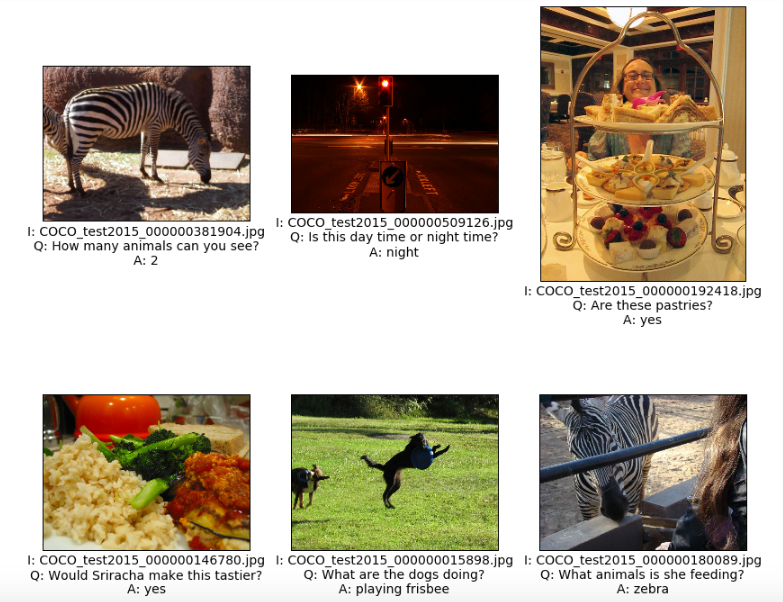 I: COCO_test2015_000000381904.jpg
Q: How many animals can you see?
A: 2
I: COCO_test2015_000000509126.jpg
Q: Is this day time or night time?
A: night
I: COCO_test2015_000000192418.jpg
Q: Are these pastries?
A: yes
I: COCO_test2015_000000146780.jpg
Q: Would Sriracha make this tastier?
A: yes
I: COCO_test2015_000000015898.jpg
Q: What are the dogs doing?
A: playing frisbee
I: COCO_test2015_000000180089.jpg
Q: What animals is she feeding?
A: zebra